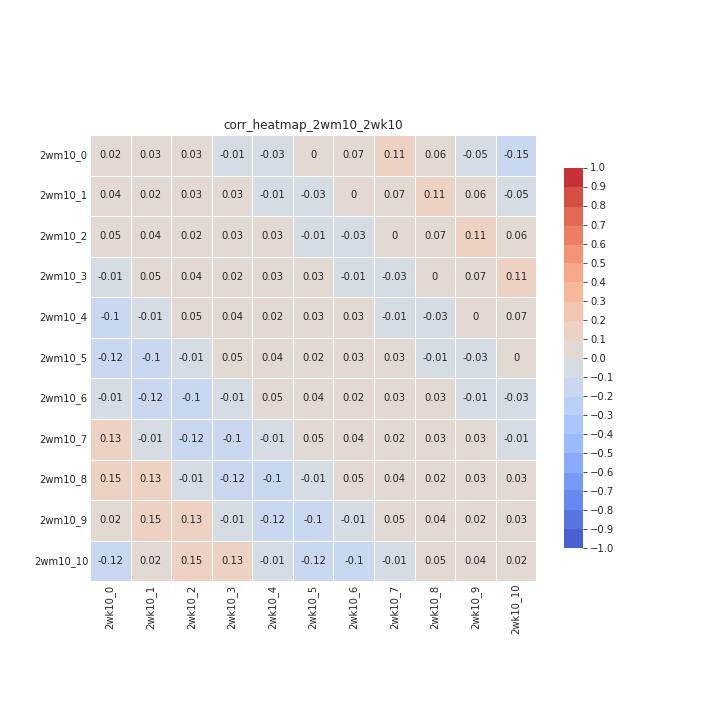 corr_heatmap_2wm10_2wk10
2wm10_0 0.02 0.03 0.03 -0.01 -0.03 0 0.07 0.11 0.06 -0.05 -0.15
2wm10_1 0.04 0.02 0.03 0.03 -0.01 -0.03 0 0.07 0.11 0.06 -0.05
2wm10_2 0.05 0.04 0.02 0.03 0.03 -0.01 -0.03 0 0.07 0.11 0.06
2wm10_3 -0.01 0.05 0.04 0.02 0.03 0.03 -0.01 -0.03 0 0.07 0.11
2wm10_4 -0.1 -0.01 0.05 0.04 0.02 0.03 0.03 -0.01 -0.03 0 0.07
2wm10_5 -0.12 -0.1 -0.01 0.05 0.04 0.02 0.03 0.03 -0.01 -0.03 0
2wm10_6 -0.01 -0.12 -0.1 -0.01 0.05 0.04 0.02 0.03 0.03 -0.01 -0.03
2wm10_7 0.13 -0.01 -0.12 -0.1 -0.01 0.05 0.04 0.02 0.03 0.03 -0.01
2wm10_8 0.15 0.13 -0.01 -0.12 -0.1 -0.01 0.05 0.04 0.02 0.03 0.03
2wm10_9 0.02 0.15 0.13 -0.01 -0.12 -0.1 -0.01 0.05 0.04 0.02 0.03
2wm10_10 -0.12 0.02 0.15 0.13 -0.01 -0.12 -0.1 -0.01 0.05 0.04 0.02
2wk10_0 2wk10_1 2wk10_2 2wk10_3 2wk10_4 2wk10_5 2wk10_6 2wk10_7 2wk10_8 2wk10_9 2wk10_10
1.0
0.9
0.8
0.7
0.6
0.5
0.4
0.3
0.2
0.1
0.0
−0.1
−0.2
−0.3
−0.4
−0.5
−0.6
−0.7
−0.8
−0.9
−1.0